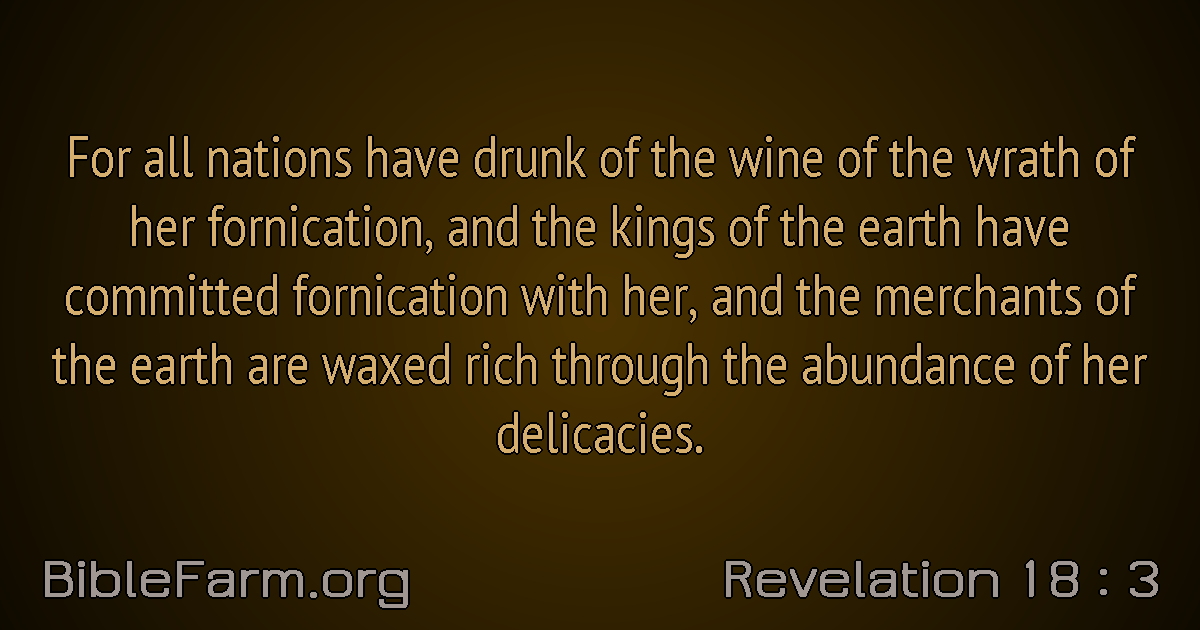 For all nations have drunk of the wine of the wrath of
her fornication, and the kings of the earth have
committed fornication with her, and the merchants of
the earth are waxed rich through the abundance of her
delicacies.
BibleFarm.org
Revelation 18 : 3